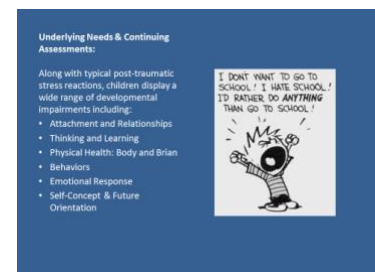 Underlying Needs & Continuing
Assessments:
Along with typical post-traumatic
stress reactions, children display a
wide range of developmental
impairments including:
• Attachment and Relationships
• Thinking and Learning
• Physical Health: Body and Brian
• Behaviors
• Emotional Response
• Self-Concept & Future
Orientation
I DON'T WANT TO GO TO
SCHOOL! I HATE SCHOOL!
I'D RATHER DO ANYTHING
THAN GO TO SCHOOL!